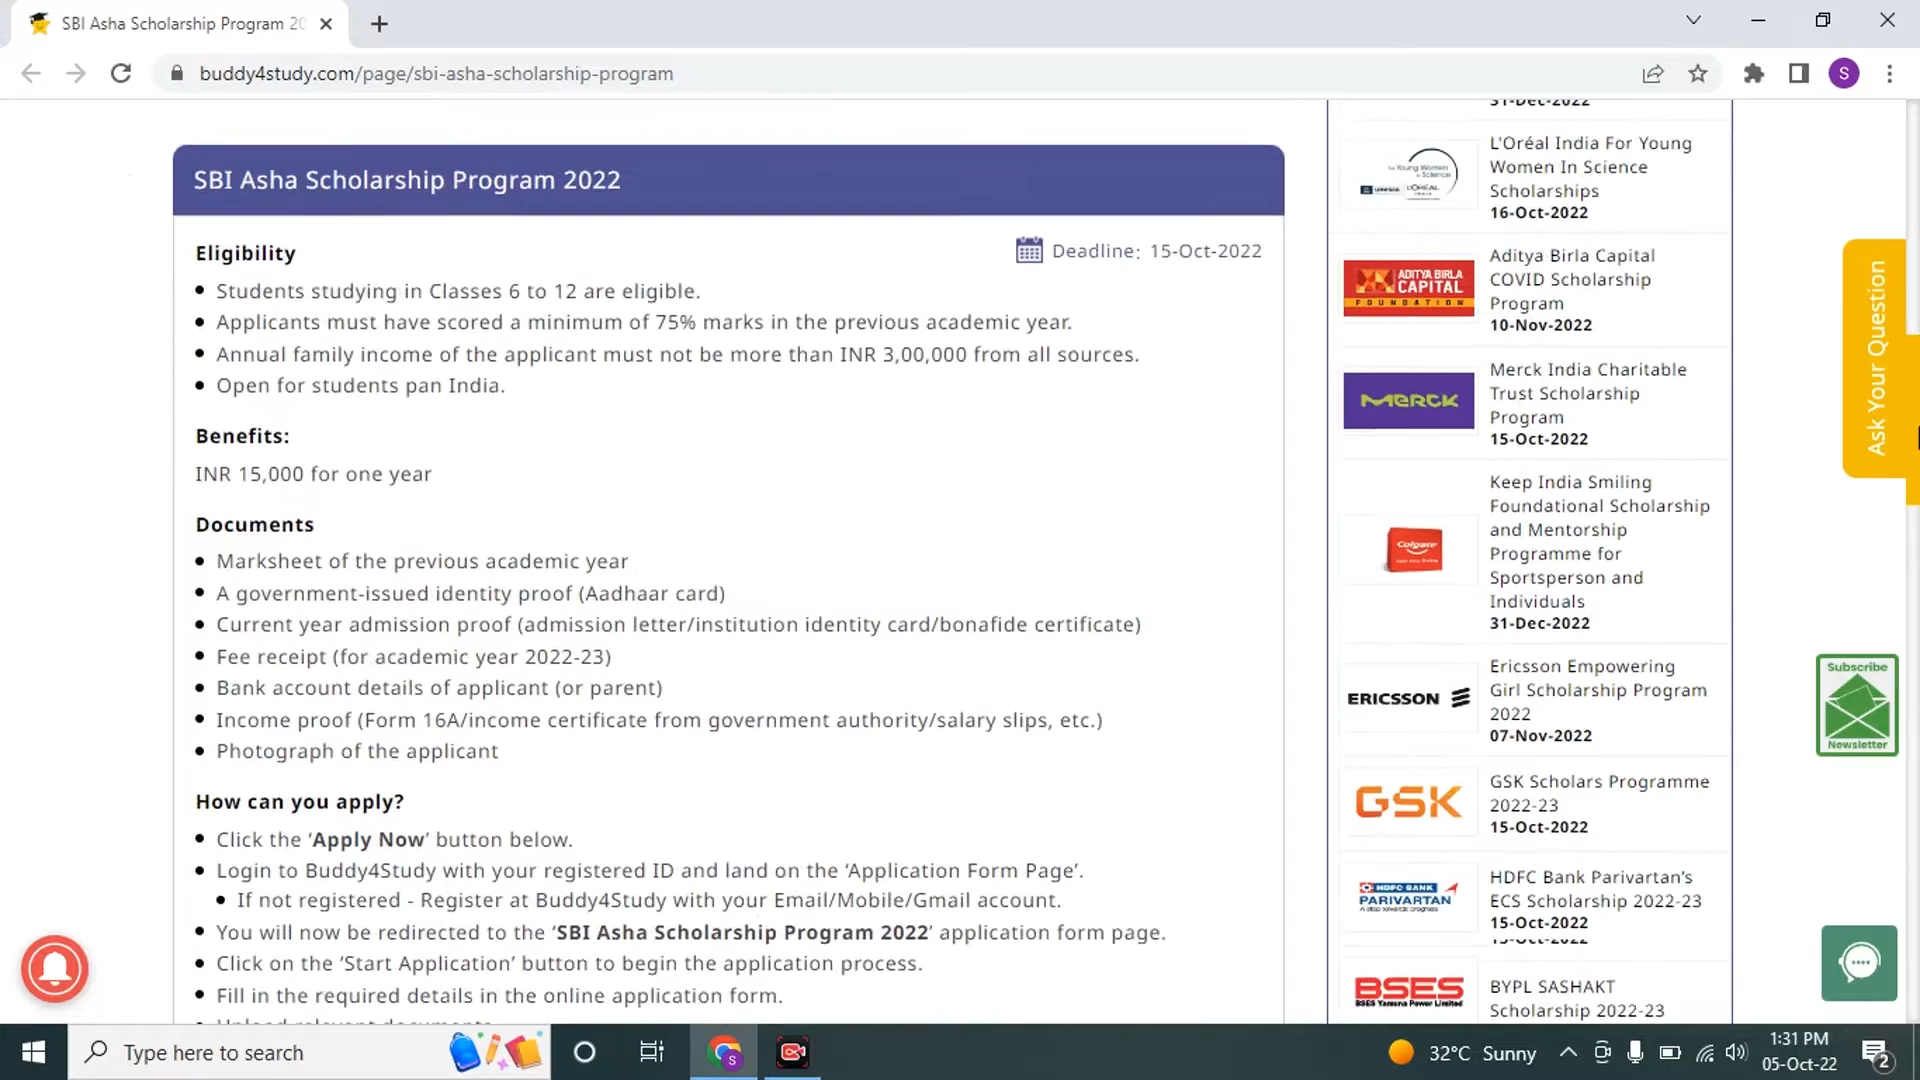 SBI Asha Scholarship Program 20
buddy4study.com/page/sbi-asha-scholarship-program
S
SBI Asha Scholarship Program 2022
Eligibility
Deadline: 15-Oct-2022
Students studying in Classes 6 to 12 are eligible.
Applicants must have scored a minimum of 75% marks in the previous academic year.
Annual family income of the applicant must not be more than INR 3,00,000 from all sources.
Open for students pan India.
Benefits:
INR 15,000 for one year
Documents
Marksheet of the previous academic year
A government-issued identity proof (Aadhaar card)
Current year admission proof (admission letter/institution identity card/bonafide certificate)
Fee receipt (for academic year 2022-23)
Bank account details of applicant (or parent)
Income proof (Form 16A/income certificate from government authority/salary slips, etc.)
Photograph of the applicant
How can you apply?
Click the ‘Apply Now’ button below.
Login to Buddy4Study with your registered ID and land on the ‘Application Form Page’.
If not registered - Register at Buddy4Study with your Email/Mobile/Gmail account.
You will now be redirected to the ‘SBI Asha Scholarship Program 2022’ application form page.
Click on the ‘Start Application’ button to begin the application process.
Fill in the required details in the online application form.
31-Dec-2022
L'Oréal India For Young
Women In Science
Scholarships
16-Oct-2022
ADITYA BIRLA
CAPITAL
FOUNDATION
Aditya Birla Capital
COVID Scholarship
Program
10-Nov-2022
MERCK
Merck India Charitable
Trust Scholarship
Program
15-Oct-2022
Colgate
Keep India Smiling
Foundational Scholarship
and Mentorship
Programme for
Sportsperson and
Individuals
31-Dec-2022
ERICSSON
Ericsson Empowering
Girl Scholarship Program
2022
07-Nov-2022
GSK
GSK Scholars Programme
2022-23
15-Oct-2022
HDFC BANK
PARIVARTAN
HDFC Bank Parivartan's
ECS Scholarship 2022-23
15-Oct-2022
BSES
BSES Yamuna Power Limited
BYPL SASHAKT
Scholarship 2022-23
Ask Your Question
Subscribe
Newsletter
Type here to search
S
32°C Sunny
1:31 PM
05-Oct-22
2